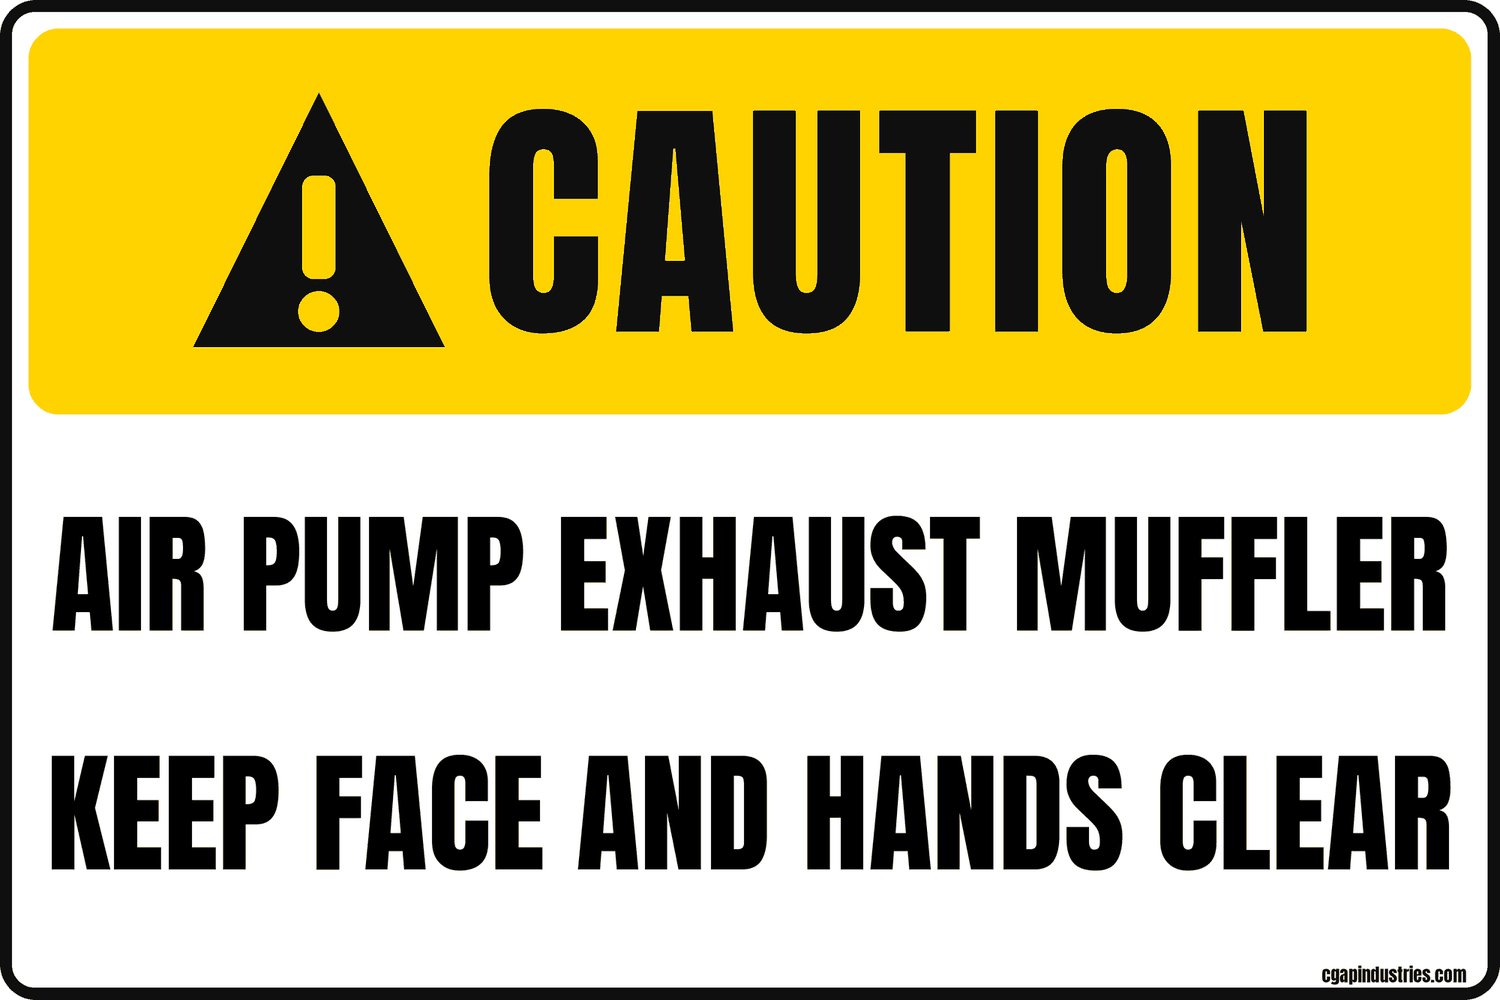 CAUTION
AIR PUMP EXHAUST MUFFLER
KEEP FACE AND HANDS CLEAR
cgapindustries.com